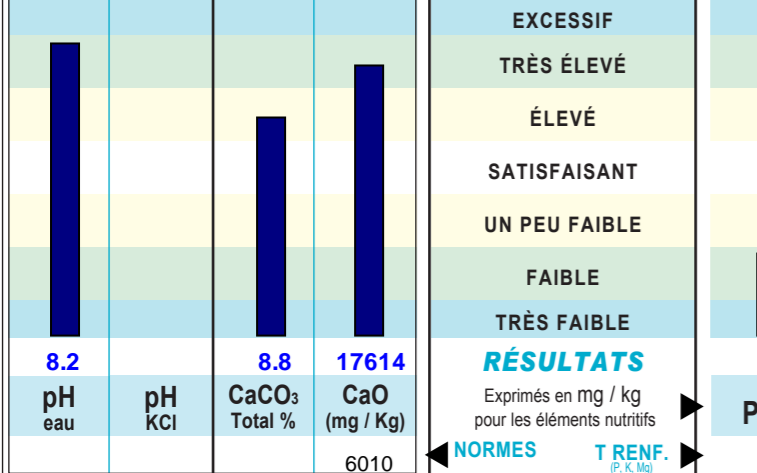 EXCESSIF
TRÈS ÉLEVÉ
ÉLEVÉ
SATISFAISANT
UN PEU FAIBLE
FAIBLE
TRÈS FAIBLE
8.2 8.8 17614 RÉSULTATS
pH eau
pH KCl
CaCO₃ Total %
CaO (mg / Kg)
Exprimés en mg / kg
pour les éléments nutritifs
P
6010
NORMES T RENF.
(P, K, Mg)